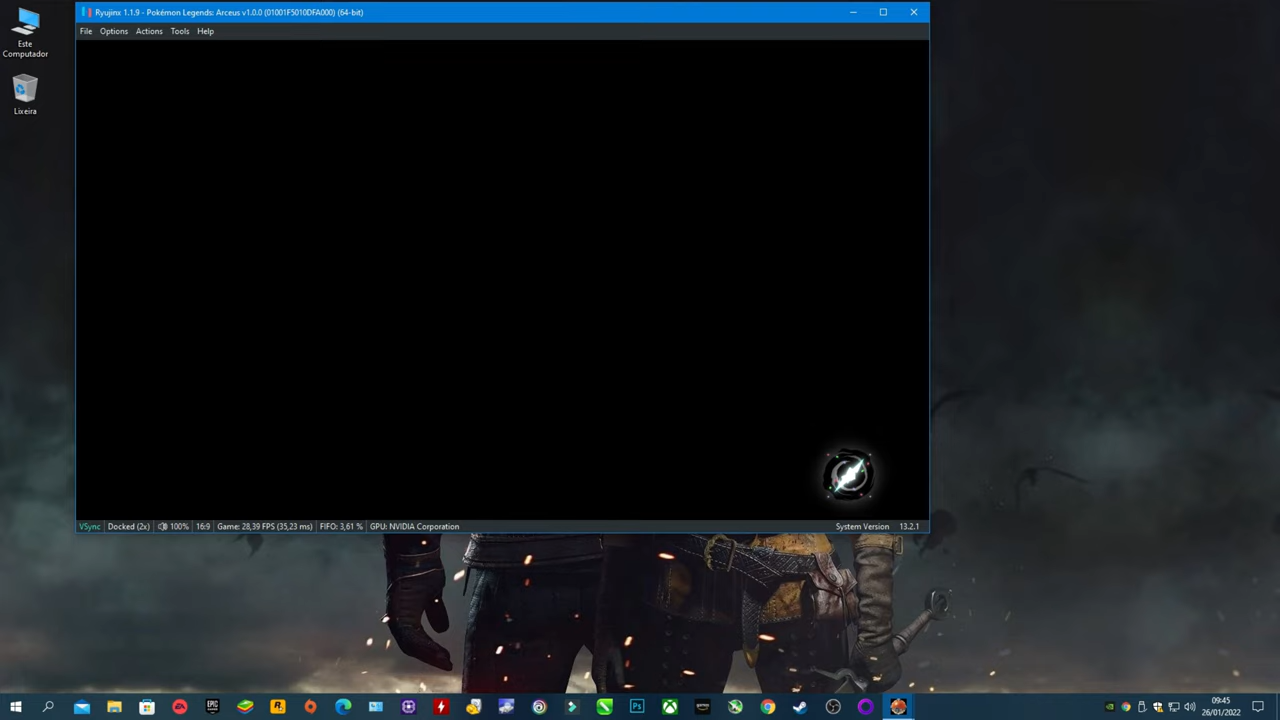 Ryujinx 1.1.9 - Pokémon Legends: Arceus v1.0.0 (01001F5010DFA000) (64-bit)
File Options Actions Tools Help
Este
Computador
Lixeira
VSync Docked (2x) 100% 16:9 Game: 28,39 FPS (35,23 ms) FIFO: 3,61 % GPU: NVIDIA Corporation System Version 13.2.1
EPIC
09:45
26/01/2022